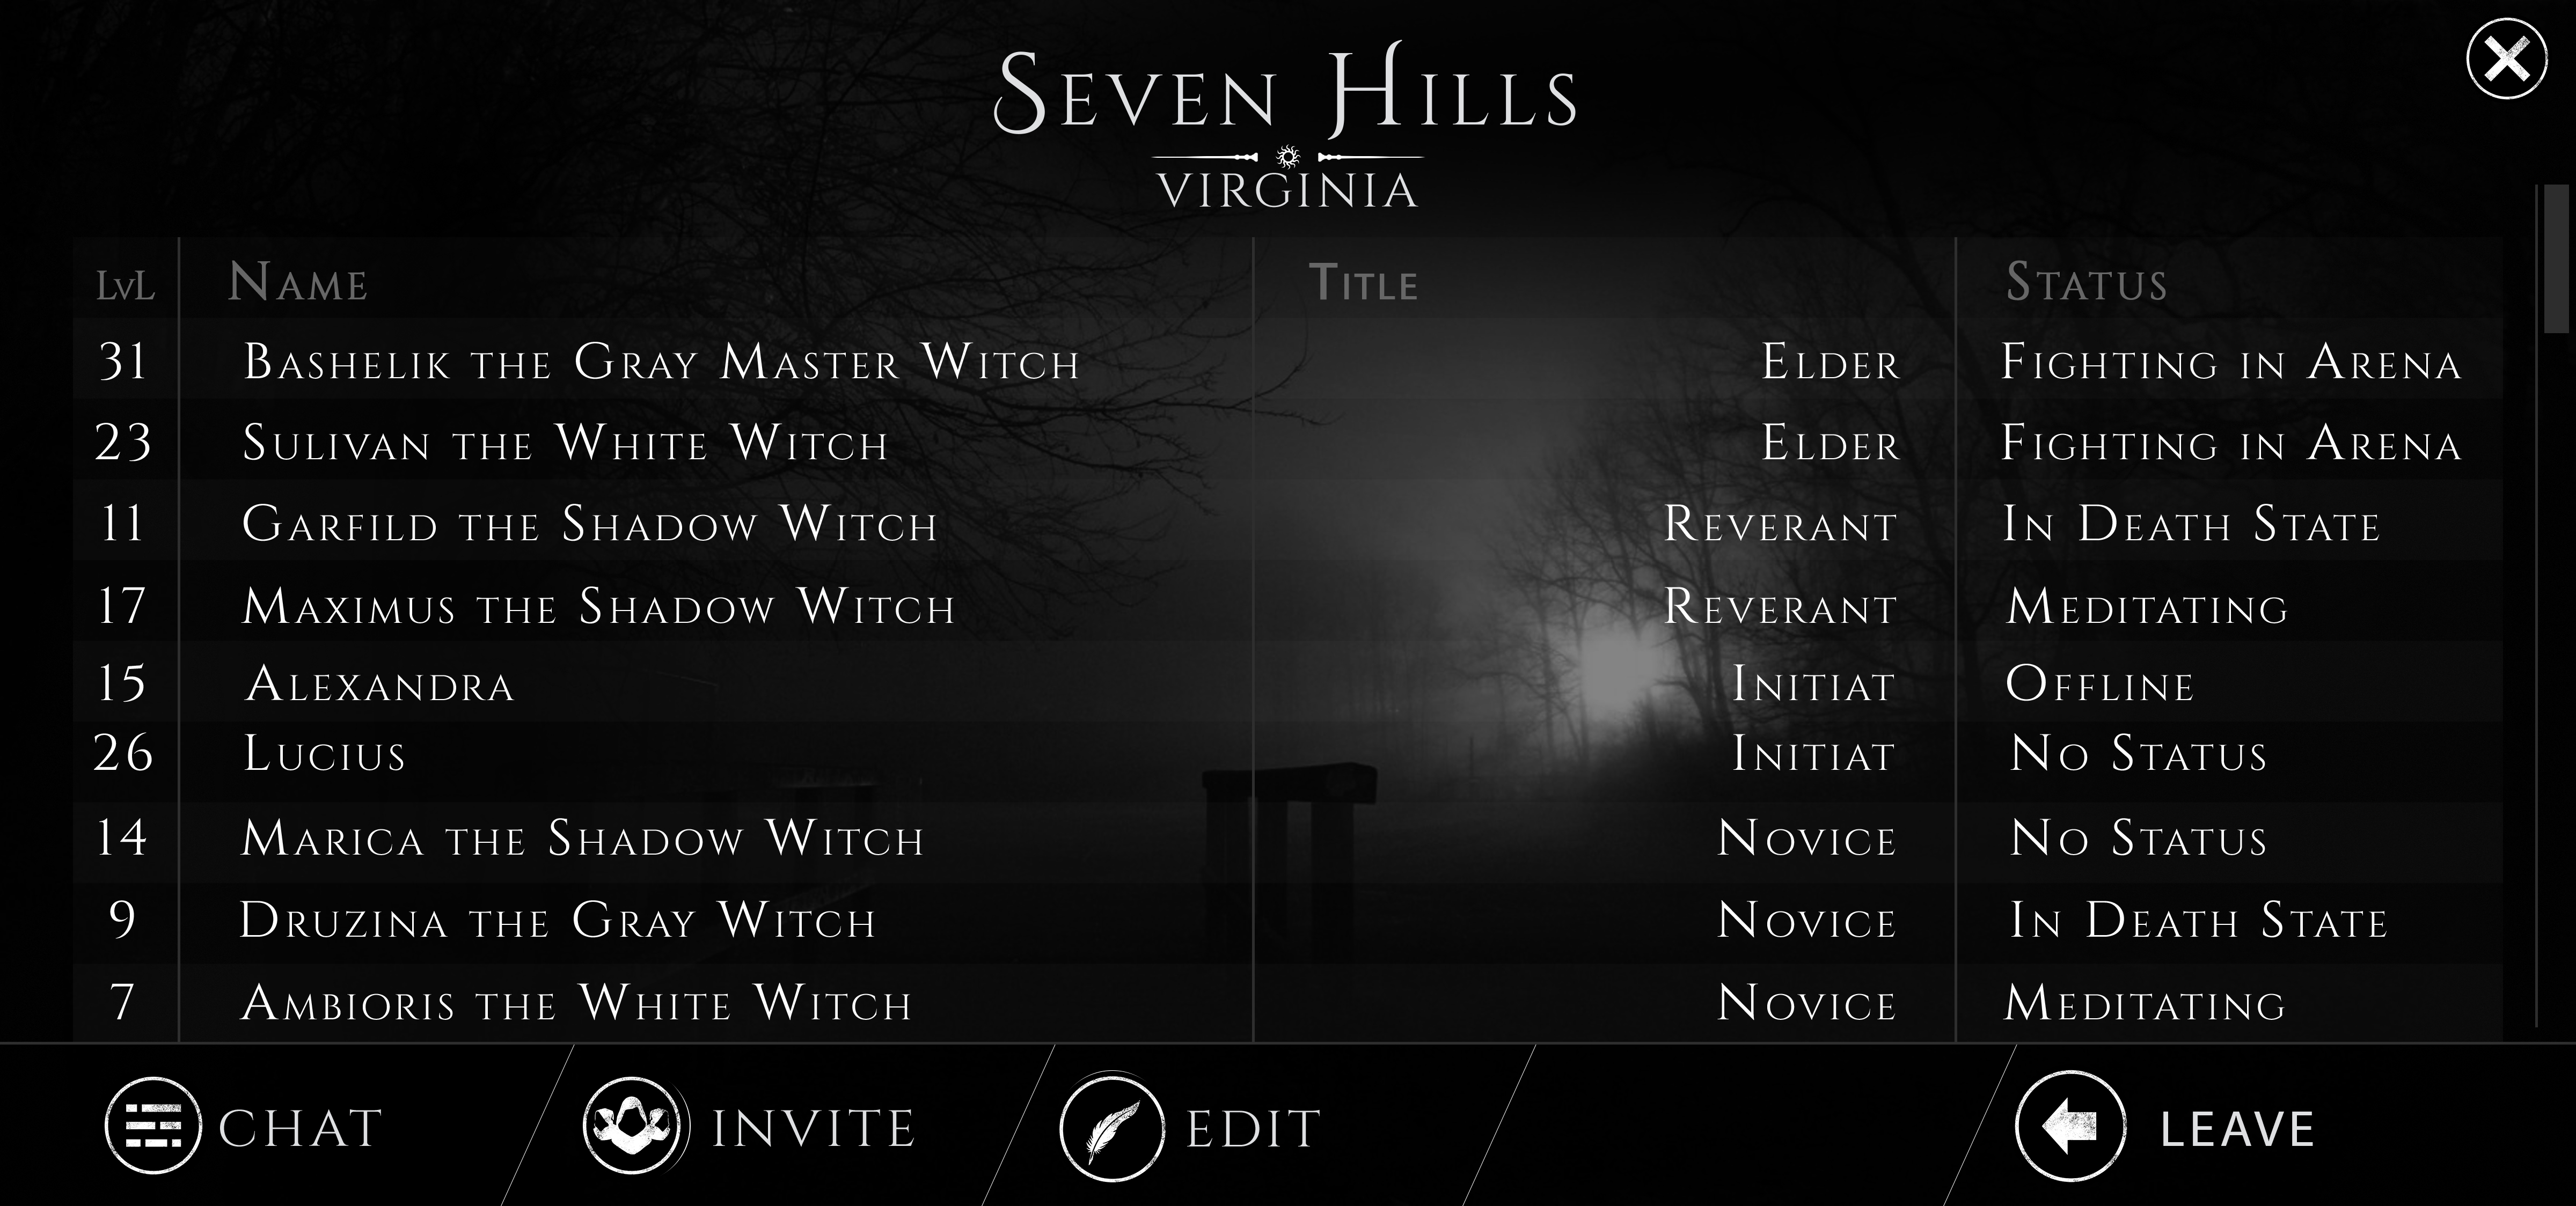 Seven Hills
VIRGINIA
LvL Name Title Status
31 Bashelik the Gray Master Witch Elder Fighting in Arena
23 Sulivan the White Witch Elder Fighting in Arena
11 Garfild the Shadow Witch Reverant In Death State
17 Maximus the Shadow Witch Reverant Meditating
15 Alexandra Initiat Offline
26 Lucius Initiat No Status
14 Marica the Shadow Witch Novice No Status
9 Druzina the Gray Witch Novice In Death State
7 Ambioris the White Witch Novice Meditating
CHAT INVITE EDIT LEAVE